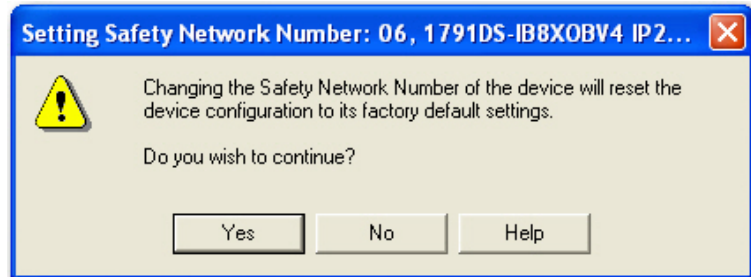 Setting Safety Network Number: 06, 1791DS-IB8XOBV4 IP2...
Changing the Safety Network Number of the device will reset the
device configuration to its factory default settings.
Do you wish to continue?
Yes
No
Help